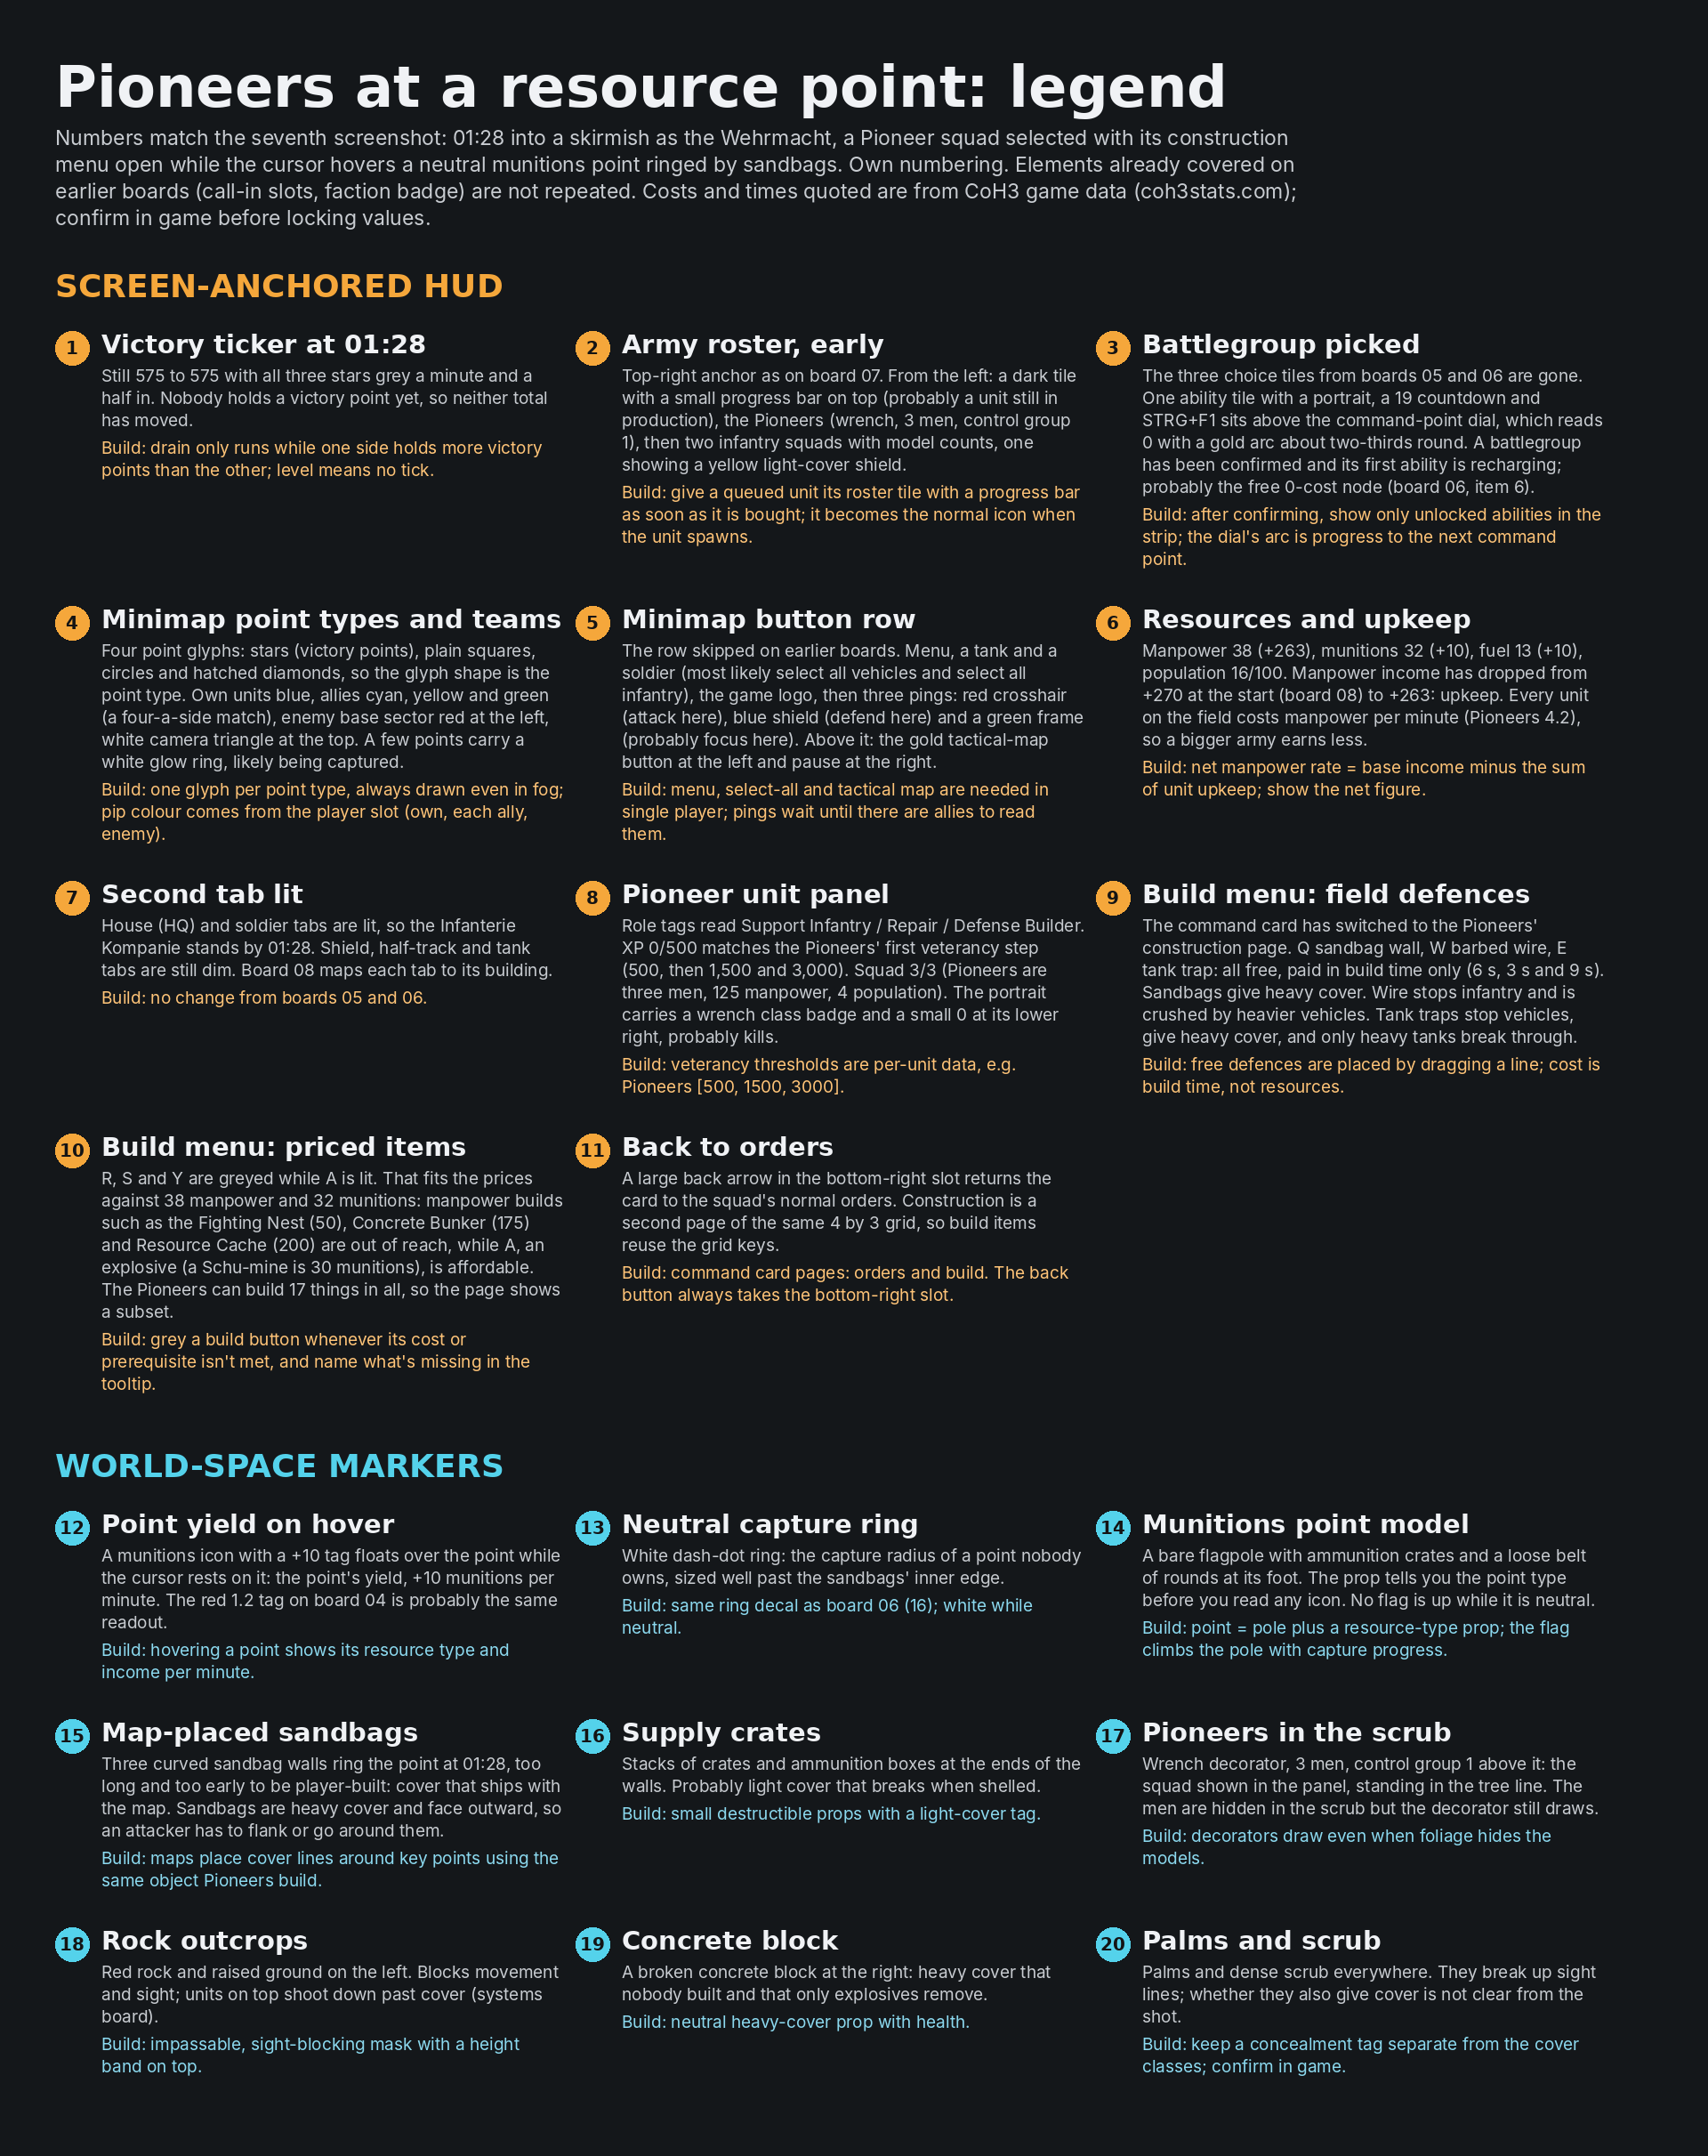 Pioneers at a resource point: legend
Numbers match the seventh screenshot: 01:28 into a skirmish as the Wehrmacht, a Pioneer squad selected with its construction
menu open while the cursor hovers a neutral munitions point ringed by sandbags. Own numbering. Elements already covered on
earlier boards (call-in slots, faction badge) are not repeated. Costs and times quoted are from CoH3 game data (coh3stats.com);
confirm in game before locking values.
SCREEN-ANCHORED HUD
1 Victory ticker at 01:28
Still 575 to 575 with all three stars grey a minute and a
half in. Nobody holds a victory point yet, so neither total
has moved.
Build: drain only runs while one side holds more victory
points than the other; level means no tick.
2 Army roster, early
Top-right anchor as on board 07. From the left: a dark tile
with a small progress bar on top (probably a unit still in
production), the Pioneers (wrench, 3 men, control group
1), then two infantry squads with model counts, one
showing a yellow light-cover shield.
Build: give a queued unit its roster tile with a progress bar
as soon as it is bought; it becomes the normal icon when
the unit spawns.
3 Battlegroup picked
The three choice tiles from boards 05 and 06 are gone.
One ability tile with a portrait, a 19 countdown and
STRG+F1 sits above the command-point dial, which reads
0 with a gold arc about two-thirds round. A battlegroup
has been confirmed and its first ability is recharging;
probably the free 0-cost node (board 06, item 6).
Build: after confirming, show only unlocked abilities in the
strip; the dial's arc is progress to the next command
point.
4 Minimap point types and teams
Four point glyphs: stars (victory points), plain squares,
circles and hatched diamonds, so the glyph shape is the
point type. Own units blue, allies cyan, yellow and green
(a four-a-side match), enemy base sector red at the left,
white camera triangle at the top. A few points carry a
white glow ring, likely being captured.
Build: one glyph per point type, always drawn even in fog;
pip colour comes from the player slot (own, each ally,
enemy).
5 Minimap button row
The row skipped on earlier boards. Menu, a tank and a
soldier (most likely select all vehicles and select all
infantry), the game logo, then three pings: red crosshair
(attack here), blue shield (defend here) and a green frame
(probably focus here). Above it: the gold tactical-map
button at the left and pause at the right.
Build: menu, select-all and tactical map are needed in
single player; pings wait until there are allies to read
them.
6 Resources and upkeep
Manpower 38 (+263), munitions 32 (+10), fuel 13 (+10),
population 16/100. Manpower income has dropped from
+270 at the start (board 08) to +263: upkeep. Every unit
on the field costs manpower per minute (Pioneers 4.2),
so a bigger army earns less.
Build: net manpower rate = base income minus the sum
of unit upkeep; show the net figure.
7 Second tab lit
House (HQ) and soldier tabs are lit, so the Infanterie
Kompanie stands by 01:28. Shield, half-track and tank
tabs are still dim. Board 08 maps each tab to its building.
Build: no change from boards 05 and 06.
8 Pioneer unit panel
Role tags read Support Infantry / Repair / Defense Builder.
XP 0/500 matches the Pioneers' first veterancy step
(500, then 1,500 and 3,000). Squad 3/3 (Pioneers are
three men, 125 manpower, 4 population). The portrait
carries a wrench class badge and a small 0 at its lower
right, probably kills.
Build: veterancy thresholds are per-unit data, e.g.
Pioneers [500, 1500, 3000].
9 Build menu: field defences
The command card has switched to the Pioneers'
construction page. Q sandbag wall, W barbed wire, E
tank trap: all free, paid in build time only (6 s, 3 s and 9 s).
Sandbags give heavy cover. Wire stops infantry and is
crushed by heavier vehicles. Tank traps stop vehicles,
give heavy cover, and only heavy tanks break through.
Build: free defences are placed by dragging a line; cost is
build time, not resources.
10 Build menu: priced items
R, S and Y are greyed while A is lit. That fits the prices
against 38 manpower and 32 munitions: manpower builds
such as the Fighting Nest (50), Concrete Bunker (175)
and Resource Cache (200) are out of reach, while A, an
explosive (a Schu-mine is 30 munitions), is affordable.
The Pioneers can build 17 things in all, so the page shows
a subset.
Build: grey a build button whenever its cost or
prerequisite isn't met, and name what's missing in the
tooltip.
11 Back to orders
A large back arrow in the bottom-right slot returns the
card to the squad's normal orders. Construction is a
second page of the same 4 by 3 grid, so build items
reuse the grid keys.
Build: command card pages: orders and build. The back
button always takes the bottom-right slot.
WORLD-SPACE MARKERS
12 Point yield on hover
A munitions icon with a +10 tag floats over the point while
the cursor rests on it: the point's yield, +10 munitions per
minute. The red 1.2 tag on board 04 is probably the same
readout.
Build: hovering a point shows its resource type and
income per minute.
13 Neutral capture ring
White dash-dot ring: the capture radius of a point nobody
owns, sized well past the sandbags' inner edge.
Build: same ring decal as board 06 (16); white while
neutral.
14 Munitions point model
A bare flagpole with ammunition crates and a loose belt
of rounds at its foot. The prop tells you the point type
before you read any icon. No flag is up while it is neutral.
Build: point = pole plus a resource-type prop; the flag
climbs the pole with capture progress.
15 Map-placed sandbags
Three curved sandbag walls ring the point at 01:28, too
long and too early to be player-built: cover that ships with
the map. Sandbags are heavy cover and face outward, so
an attacker has to flank or go around them.
Build: maps place cover lines around key points using the
same object Pioneers build.
16 Supply crates
Stacks of crates and ammunition boxes at the ends of the
walls. Probably light cover that breaks when shelled.
Build: small destructible props with a light-cover tag.
17 Pioneers in the scrub
Wrench decorator, 3 men, control group 1 above it: the
squad shown in the panel, standing in the tree line. The
men are hidden in the scrub but the decorator still draws.
Build: decorators draw even when foliage hides the
models.
18 Rock outcrops
Red rock and raised ground on the left. Blocks movement
and sight; units on top shoot down past cover (systems
board).
Build: impassable, sight-blocking mask with a height
band on top.
19 Concrete block
A broken concrete block at the right: heavy cover that
nobody built and that only explosives remove.
Build: neutral heavy-cover prop with health.
20 Palms and scrub
Palms and dense scrub everywhere. They break up sight
lines; whether they also give cover is not clear from the
shot.
Build: keep a concealment tag separate from the cover
classes; confirm in game.